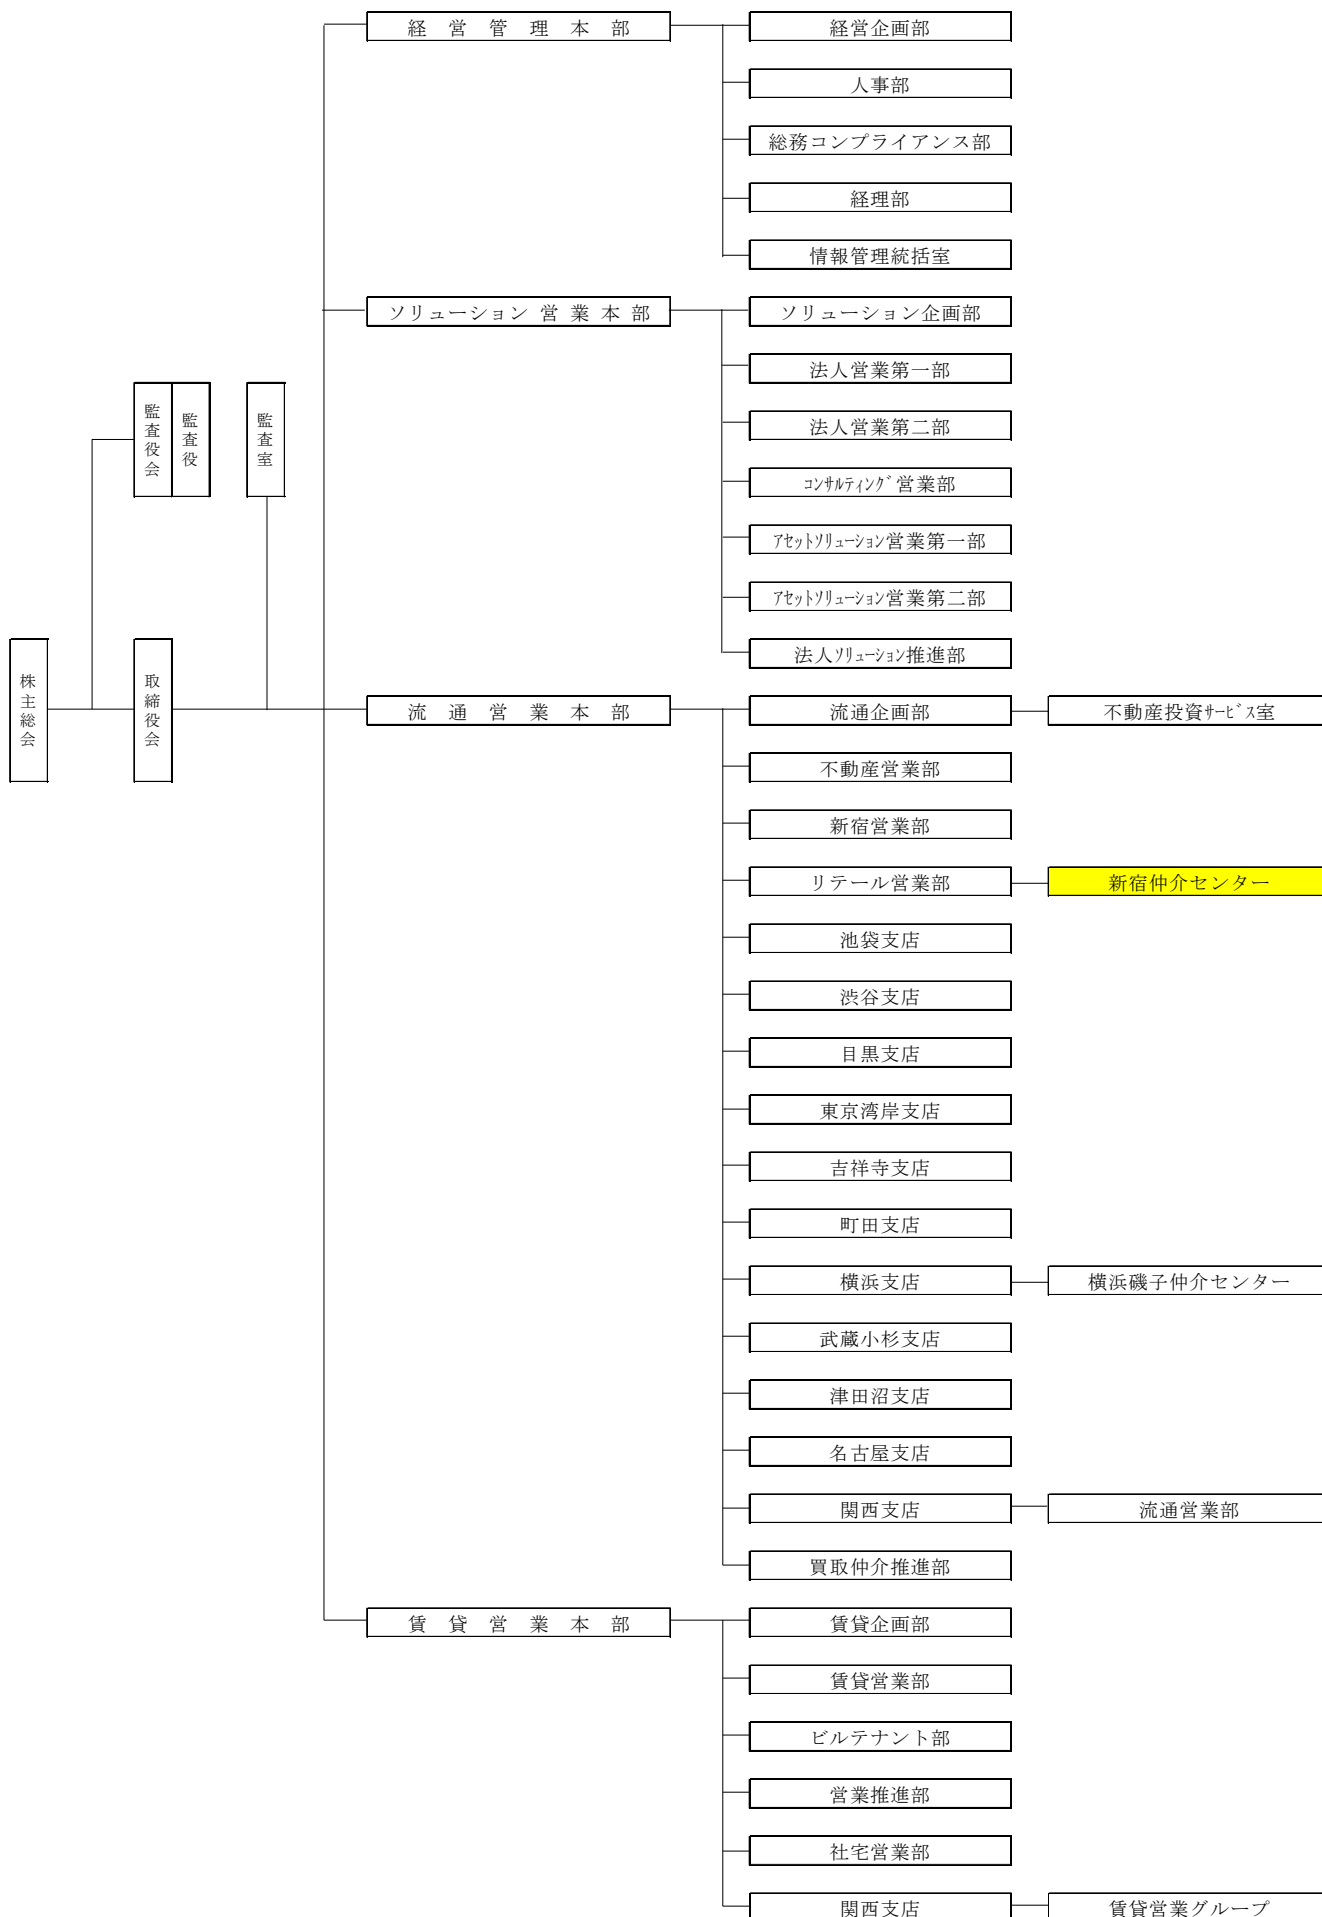 経営管理本部
経営企画部
人事部
総務コンプライアンス部
経理部
情報管理統括室
ソリューション営業本部
ソリューション企画部
法人営業第一部
法人営業第二部
ｺﾝｻﾙﾃｨﾝｸﾞ営業部
ｱｾｯﾄｿﾘｭｰｼｮﾝ営業第一部
ｱｾｯﾄｿﾘｭｰｼｮﾝ営業第二部
法人ｿﾘｭｰｼｮﾝ推進部
監査役会
監査役
監査室
株主総会
取締役会
流通営業本部
流通企画部
不動産投資ｻｰﾋﾞｽ室
不動産営業部
新宿営業部
リテール営業部
新宿仲介センター
池袋支店
渋谷支店
目黒支店
東京湾岸支店
吉祥寺支店
町田支店
横浜支店
横浜磯子仲介センター
武蔵小杉支店
津田沼支店
名古屋支店
関西支店
流通営業部
買取仲介推進部
賃貸営業本部
賃貸企画部
賃貸営業部
ビルテナント部
営業推進部
社宅営業部
関西支店
賃貸営業グループ